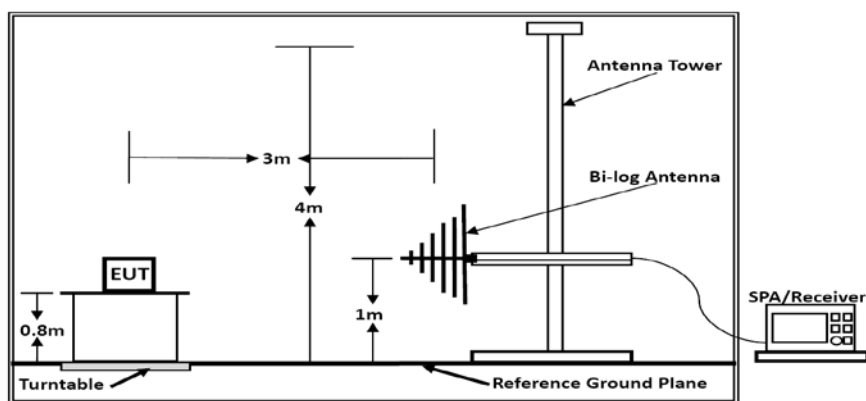 Antenna Tower
3m
Bi-log Antenna
4m
EUT
SPA/Receiver
0.8m
1m
Turntable
Reference Ground Plane